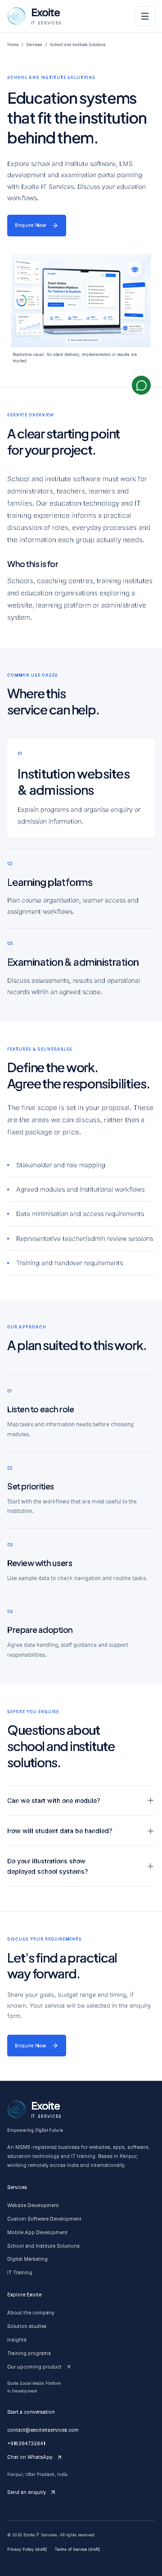 Exoite
IT SERVICES
Home / Services / School and Institute Solutions
SCHOOL AND INSTITUTE SOLUTIONS
Education systems
that fit the institution
behind them.
Explore school and institute software, LMS
development and examination portal planning
with Exoite IT Services. Discuss your education
workflows.
Enquire Now
Illustrative visual. No client delivery, implementation or results are
implied.
SERVICE OVERVIEW
A clear starting point
for your project.
School and institute software must work for
administrators, teachers, learners and
families. Our education technology and IT
training experience informs a practical
discussion of roles, everyday processes and
the information each group actually needs.
Who this is for
Schools, coaching centres, training institutes
and education organisations exploring a
website, learning platform or administrative
system.
COMMON USE CASES
Where this
service can help.
01
Institution websites
& admissions
Explain programs and organise enquiry or
admission information.
02
Learning platforms
Plan course organisation, learner access and
assignment workflows.
03
Examination & administration
Discuss assessments, results and operational
records within an agreed scope.
FEATURES & DELIVERABLES
Define the work.
Agree the responsibilities.
The final scope is set in your proposal. These
are the areas we can discuss, rather than a
fixed package or price.
Stakeholder and role mapping
Agreed modules and institutional workflows
Data minimisation and access requirements
Representative teacher/admin review sessions
Training and handover requirements
OUR APPROACH
A plan suited to this work.
01
Listen to each role
Map tasks and information needs before choosing
modules.
02
Set priorities
Start with the workflows that are most useful to the
institution.
03
Review with users
Use sample data to check navigation and routine tasks.
04
Prepare adoption
Agree data handling, staff guidance and support
responsibilities.
BEFORE YOU ENQUIRE
Questions about
school and institute
solutions.
Can we start with one module?
How will student data be handled?
Do your illustrations show
deployed school systems?
DISCUSS YOUR REQUIREMENTS
Let's find a practical
way forward.
Share your goals, budget range and timing, if
known. Your service will be selected in the enquiry
form.
Enquire Now
Exoite
IT SERVICES
Empowering Digital Future
An MSME-registered business for websites, apps, software,
education technology and IT training. Based in Kanpur,
working remotely across India and internationally.
Services
Website Development
Custom Software Development
Mobile App Development
School and Institute Solutions
Digital Marketing
IT Training
Explore Exoite
About the company
Solution studies
Insights
Training programs
Our upcoming product
Exoite Social Media Platform
In Development
Start a conversation
contact@exoiteitservices.com
+916394732841
Chat on WhatsApp
Kanpur, Uttar Pradesh, India
Send an enquiry
© 2026 Exoite IT Services. All rights reserved.
Privacy Policy (draft) Terms of Service (draft)